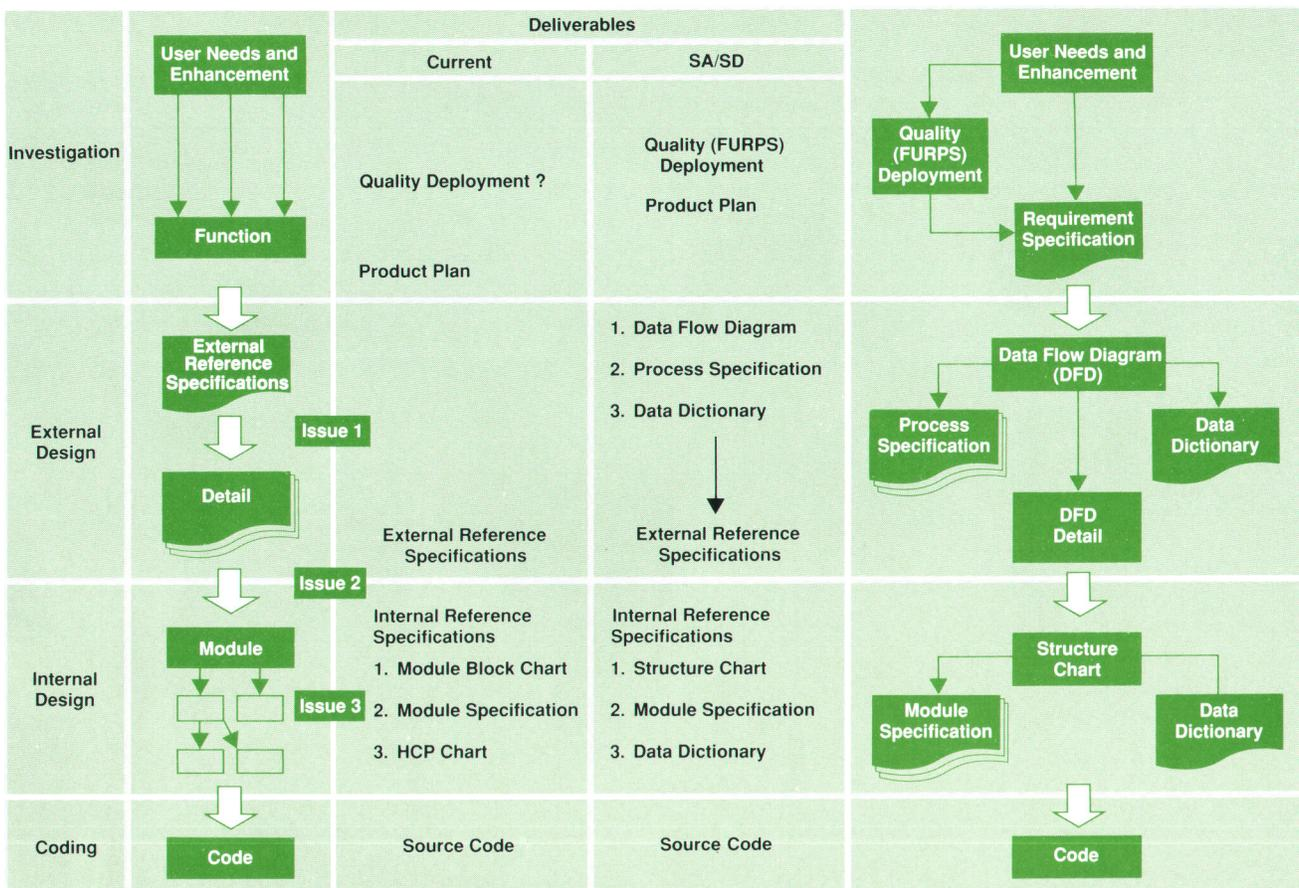 Deliverables
Current
SA/SD
Investigation
User Needs and
Enhancement
Function
Quality Deployment ?
Product Plan
Quality (FURPS)
Deployment
Product Plan
User Needs and
Enhancement
Quality
(FURPS)
Deployment
Requirement
Specification
External
Design
External
Reference
Specifications
Issue 1
Detail
External Reference
Specifications
1. Data Flow Diagram
2. Process Specification
3. Data Dictionary
External Reference
Specifications
Data Flow Diagram
(DFD)
Process
Specification
Data
Dictionary
DFD
Detail
Issue 2
Internal
Design
Module
Issue 3
Internal Reference
Specifications
1. Module Block Chart
2. Module Specification
3. HCP Chart
Internal Reference
Specifications
1. Structure Chart
2. Module Specification
3. Data Dictionary
Structure
Chart
Module
Specification
Data
Dictionary
Coding
Code
Source Code
Source Code
Code